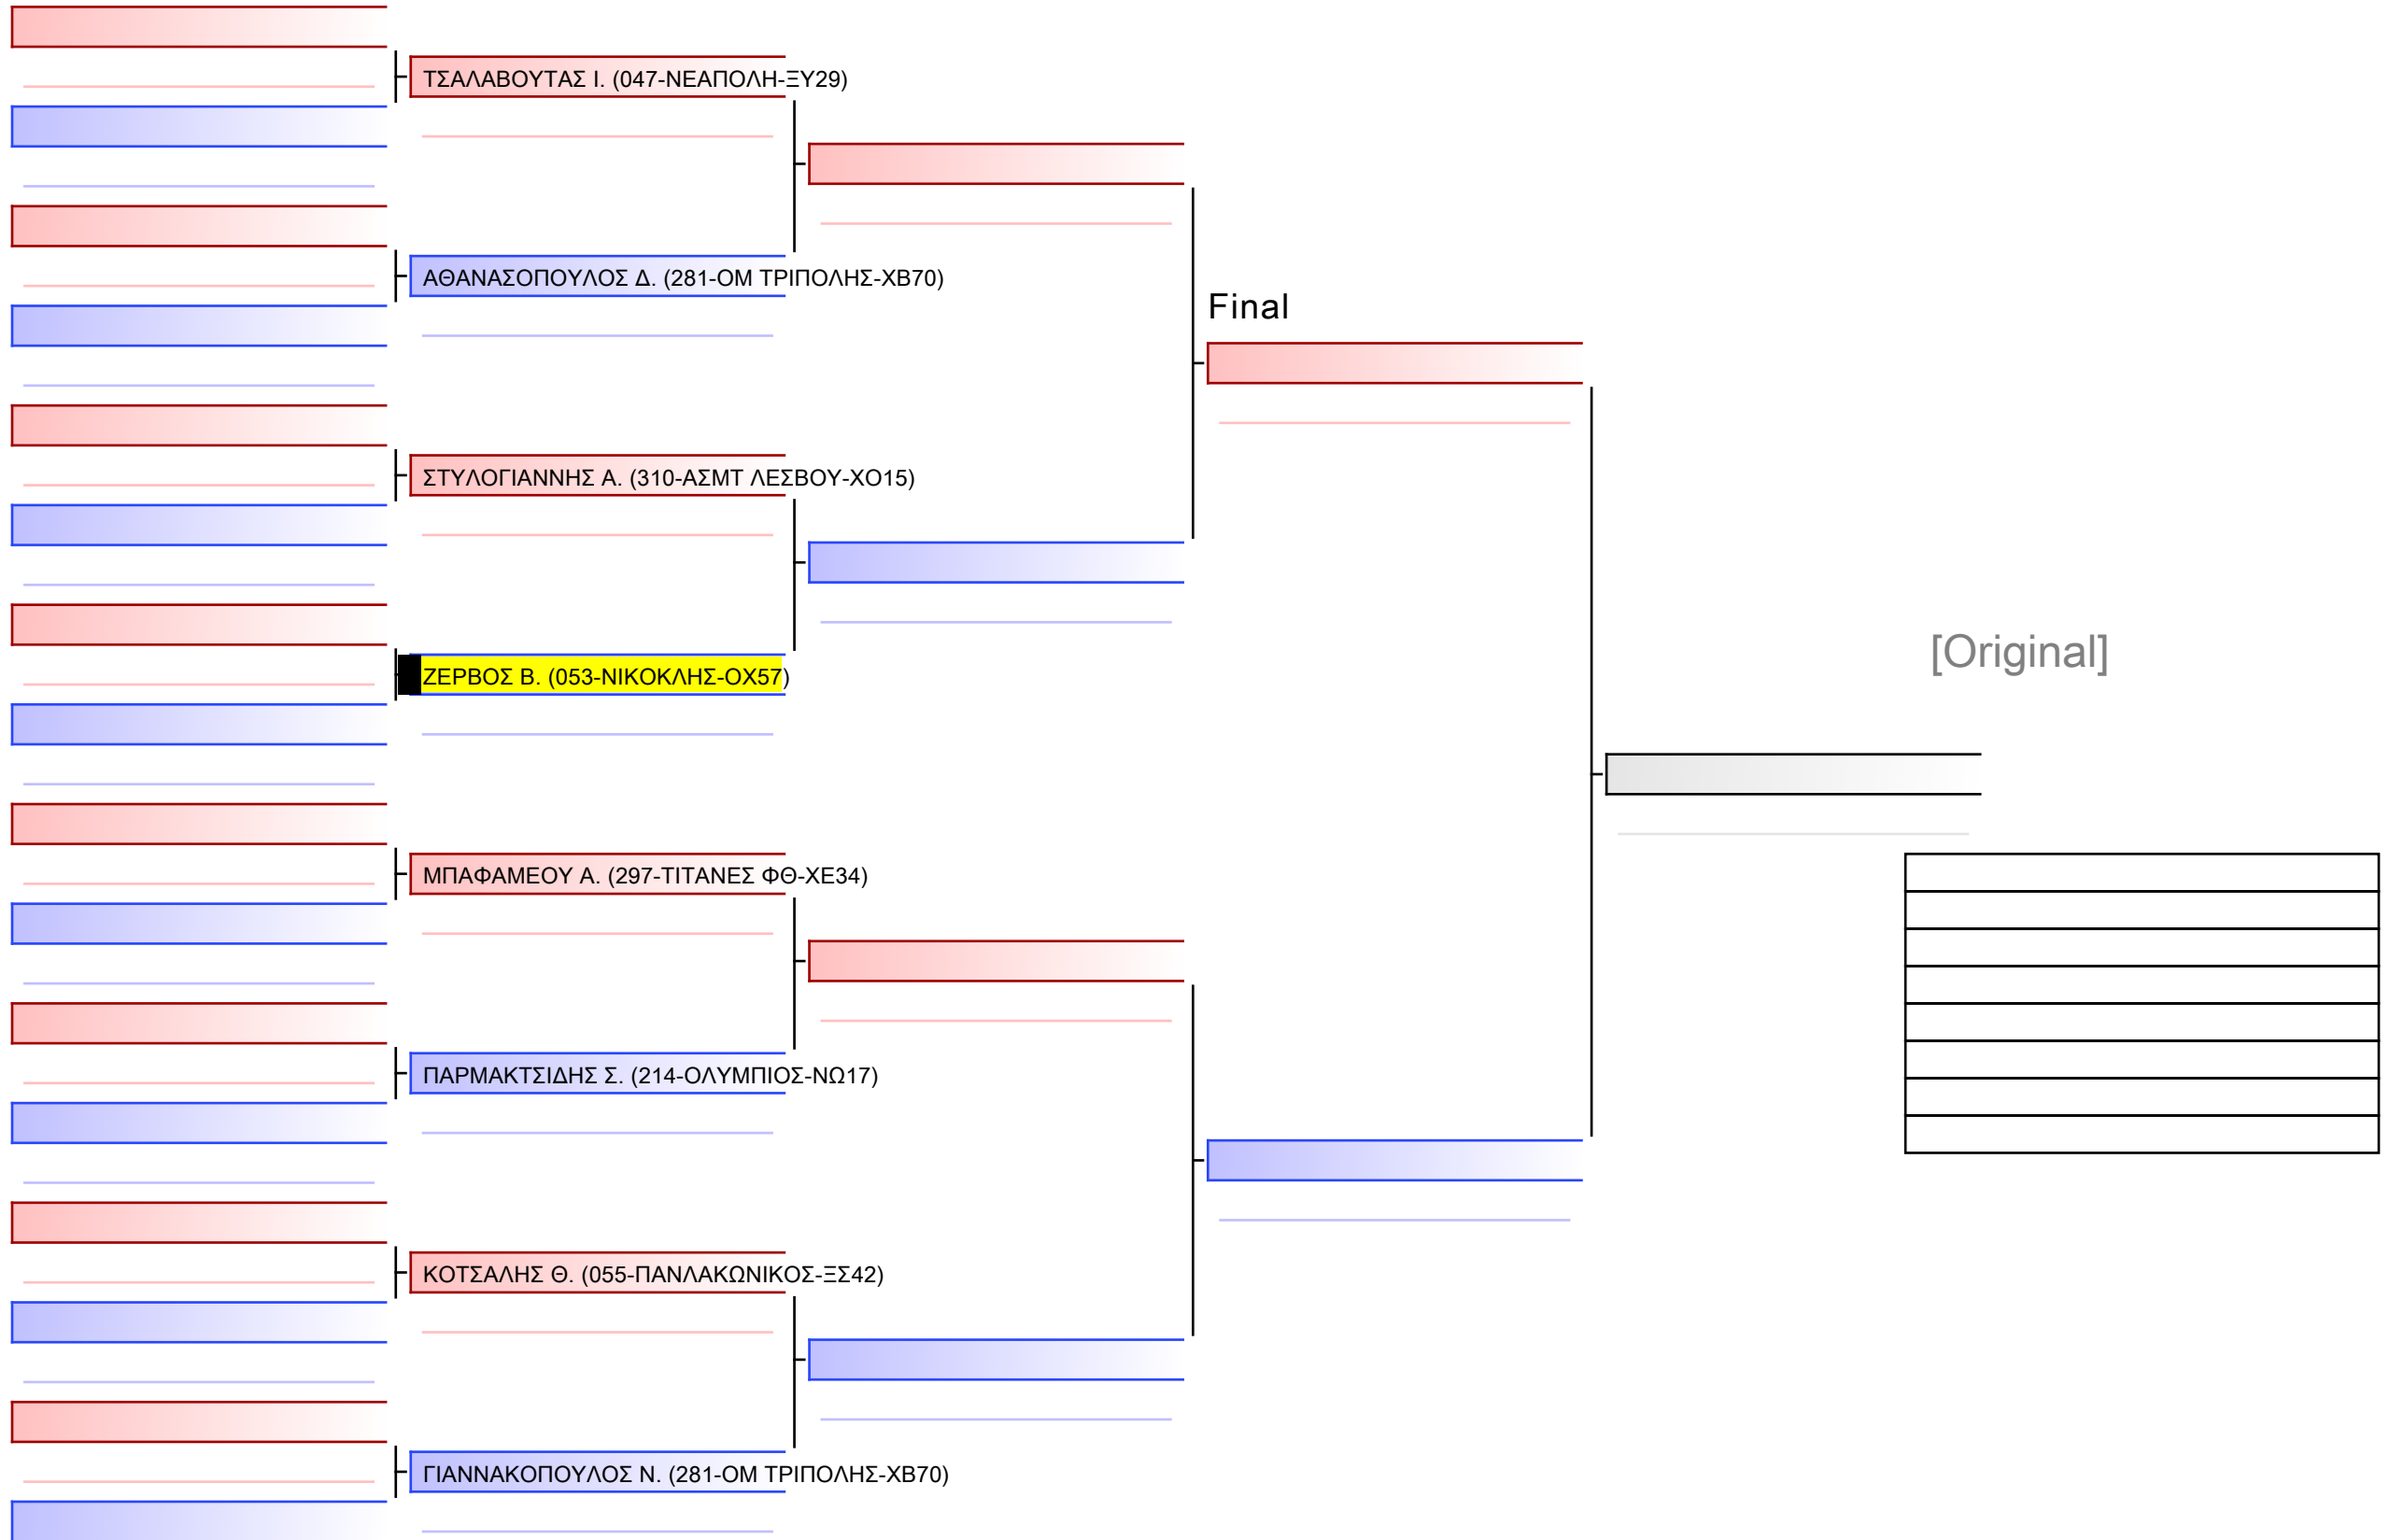 ΤΣΑΛΑΒΟΥΤΑΣ Ι. (047-ΝΕΑΠΟΛΗ-ΞΥ29)
ΑΘΑΝΑΣΟΠΟΥΛΟΣ Δ. (281-ΟΜ ΤΡΙΠΟΛΗΣ-ΧΒ70)
Final
ΣΤΥΛΟΓΙΑΝΝΗΣ Α. (310-ΑΣΜΤ ΛΕΣΒΟΥ-ΧΟ15)
[Original]
ΖΕΡΒΟΣ Β. (053-ΝΙΚΟΚΛΗΣ-ΟΧ57)
ΜΠΑΦΑΜΕΟΥ Α. (297-ΤΙΤΑΝΕΣ ΦΘ-ΧΕ34)
ΠΑΡΜΑΚΤΣΙΔΗΣ Σ. (214-ΟΛΥΜΠΙΟΣ-ΝΩ17)
ΚΟΤΣΑΛΗΣ Θ. (055-ΠΑΝΛΑΚΩΝΙΚΟΣ-ΞΣ42)
ΓΙΑΝΝΑΚΟΠΟΥΛΟΣ Ν. (281-ΟΜ ΤΡΙΠΟΛΗΣ-ΧΒ70)